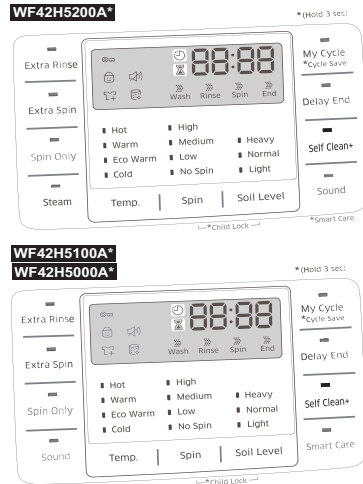 WF42H5200A*
*(Hold 3 sec)
Extra Rinse
88:88
My Cycle
*Cycle Save
Extra Spin
Wash Rinse Spin End
Delay End
Hot High
Warm Medium Heavy
Eco Warm Low Normal
Cold No Spin Light
Spin Only
Self Clean+
Steam
Temp. Spin Soil Level
Sound
*Child Lock
*Smart Care
WF42H5100A*
WF42H5000A*
*(Hold 3 sec)
Extra Rinse
88:88
My Cycle
*Cycle Save
Extra Spin
Wash Rinse Spin End
Delay End
Hot High
Warm Medium Heavy
Eco Warm Low Normal
Cold No Spin Light
Spin Only
Self Clean+
Sound
Temp. Spin Soil Level
Smart Care
*Child Lock